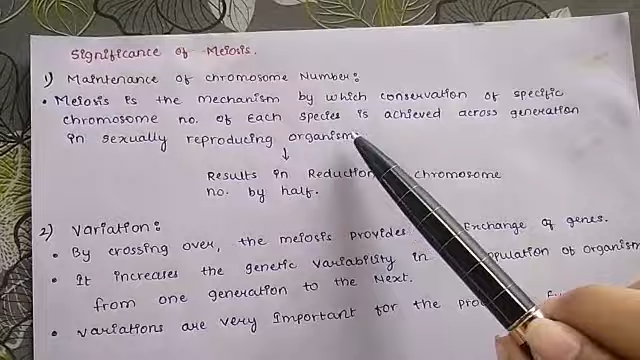 Significance of Meiosis.
1) Maintenance of chromosome Number:
• Meiosis is the mechanism by which conservation of specific
chromosome no. of each species is achieved across generation
in sexually reproducing organism
↓
Results in Reduction chromosome
no. by half.
2) Variation:
• By crossing over, the meiosis provides Exchange of genes.
• It increases the genetic variability in population of organism
from one generation to the Next.
• variations are very important for the